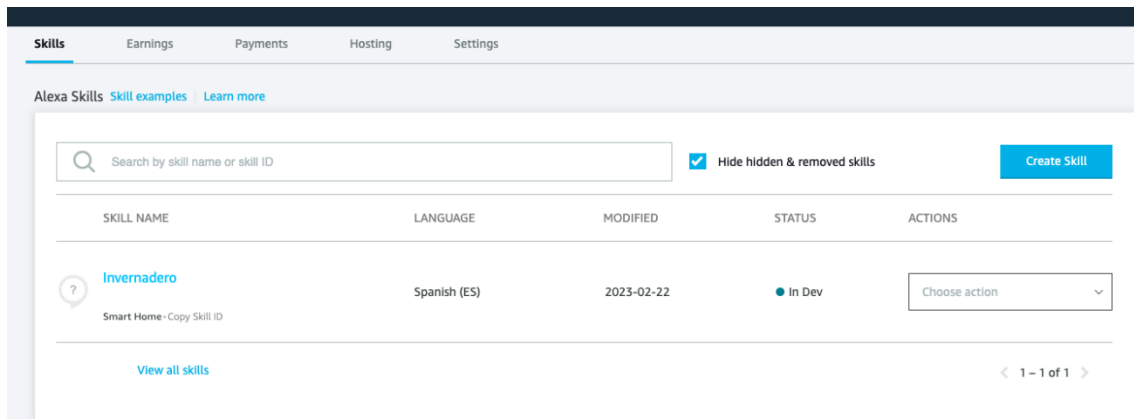 Skills Earnings Payments Hosting Settings
Alexa Skills Skill examples Learn more
Search by skill name or skill ID Hide hidden & removed skills Create Skill
SKILL NAME LANGUAGE MODIFIED STATUS ACTIONS
Invernadero
?
Spanish (ES) 2023-02-22 In Dev Choose action
Smart Home • Copy Skill ID
View all skills 1 – 1 of 1